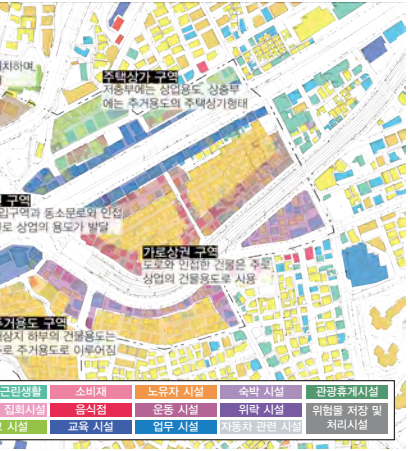 치하며,
주택상가 구역
저층부에는 상업용도, 상층부
에는 주거용도의 주택상가형태
구역
입구역과 동소문로와 인접
로 상업의 용도가 발달
가로상권 구역
도로와 인접한 건물은 주로
상업의 건물용도로 사용
주거용도 구역
상지 하부의 건물용도는
로 주거용도로 이루어짐
근린생활 소비재 노유자 시설 숙박 시설 관광휴게시설
집회시설 음식점 운동 시설 위락 시설 위험물 저장 및
처리시설
시설 교육 시설 업무 시설 자동차 관련 시설